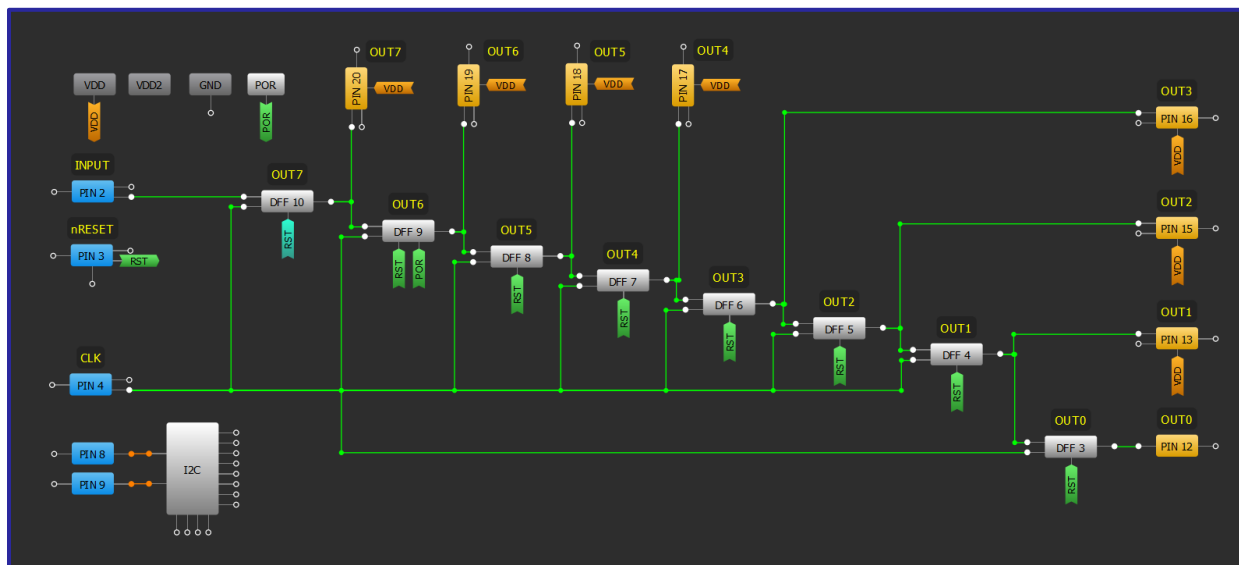 OUT7
OUT6
OUT5
OUT4
PIN 20
VDD
PIN 19
VDD
PIN 18
VDD
PIN 17
VDD
VDD
VDD2
GND
POR
VDD
POR
OUT3
PIN 16
VDD
INPUT
PIN 2
OUT7
DFF 10
RST
nRESET
PIN 3
RST
OUT6
DFF 9
RST
POR
OUT5
DFF 8
RST
OUT4
DFF 7
RST
OUT3
DFF 6
RST
OUT2
DFF 5
RST
OUT1
DFF 4
RST
OUT2
PIN 15
VDD
OUT1
PIN 13
VDD
CLK
PIN 4
OUT0
DFF 3
RST
OUT0
PIN 12
PIN 8
PIN 9
I2C